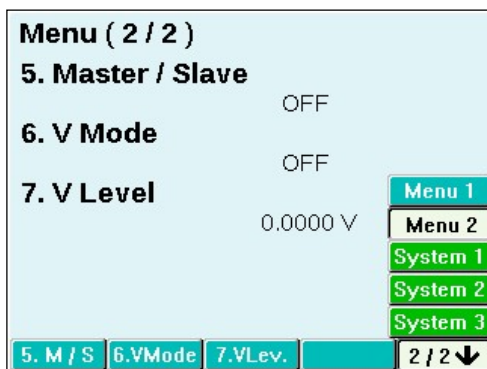 Menu ( 2 / 2 )
5. Master / Slave
OFF
6. V Mode
OFF
7. V Level
0.0000 V
Menu 1
Menu 2
System 1
System 2
System 3
5. M / S 6.VMode 7.VLev. 2 / 2 🡻